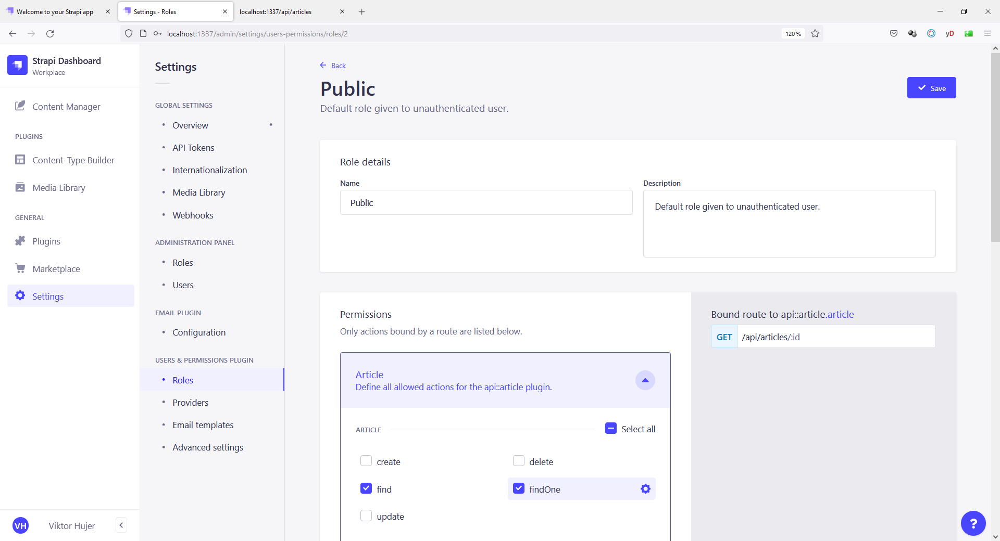 Welcome to your Strapi app
Settings - Roles
localhost:1337/api/articles
localhost:1337/admin/settings/users-permissions/roles/2
120 %
yD
Strapi Dashboard
Workplace
Content Manager
PLUGINS
Content-Type Builder
Media Library
GENERAL
Plugins
Marketplace
Settings
VH
Viktor Hujer
Settings
GLOBAL SETTINGS
Overview
API Tokens
Internationalization
Media Library
Webhooks
ADMINISTRATION PANEL
Roles
Users
EMAIL PLUGIN
Configuration
USERS & PERMISSIONS PLUGIN
Roles
Providers
Email templates
Advanced settings
Back
Public
Default role given to unauthenticated user.
Save
Role details
Name
Public
Description
Default role given to unauthenticated user.
Permissions
Only actions bound by a route are listed below.
Article
Define all allowed actions for the api::article plugin.
ARTICLE
Select all
create
delete
find
findOne
update
Bound route to api::article.article
GET /api/articles/:id
?